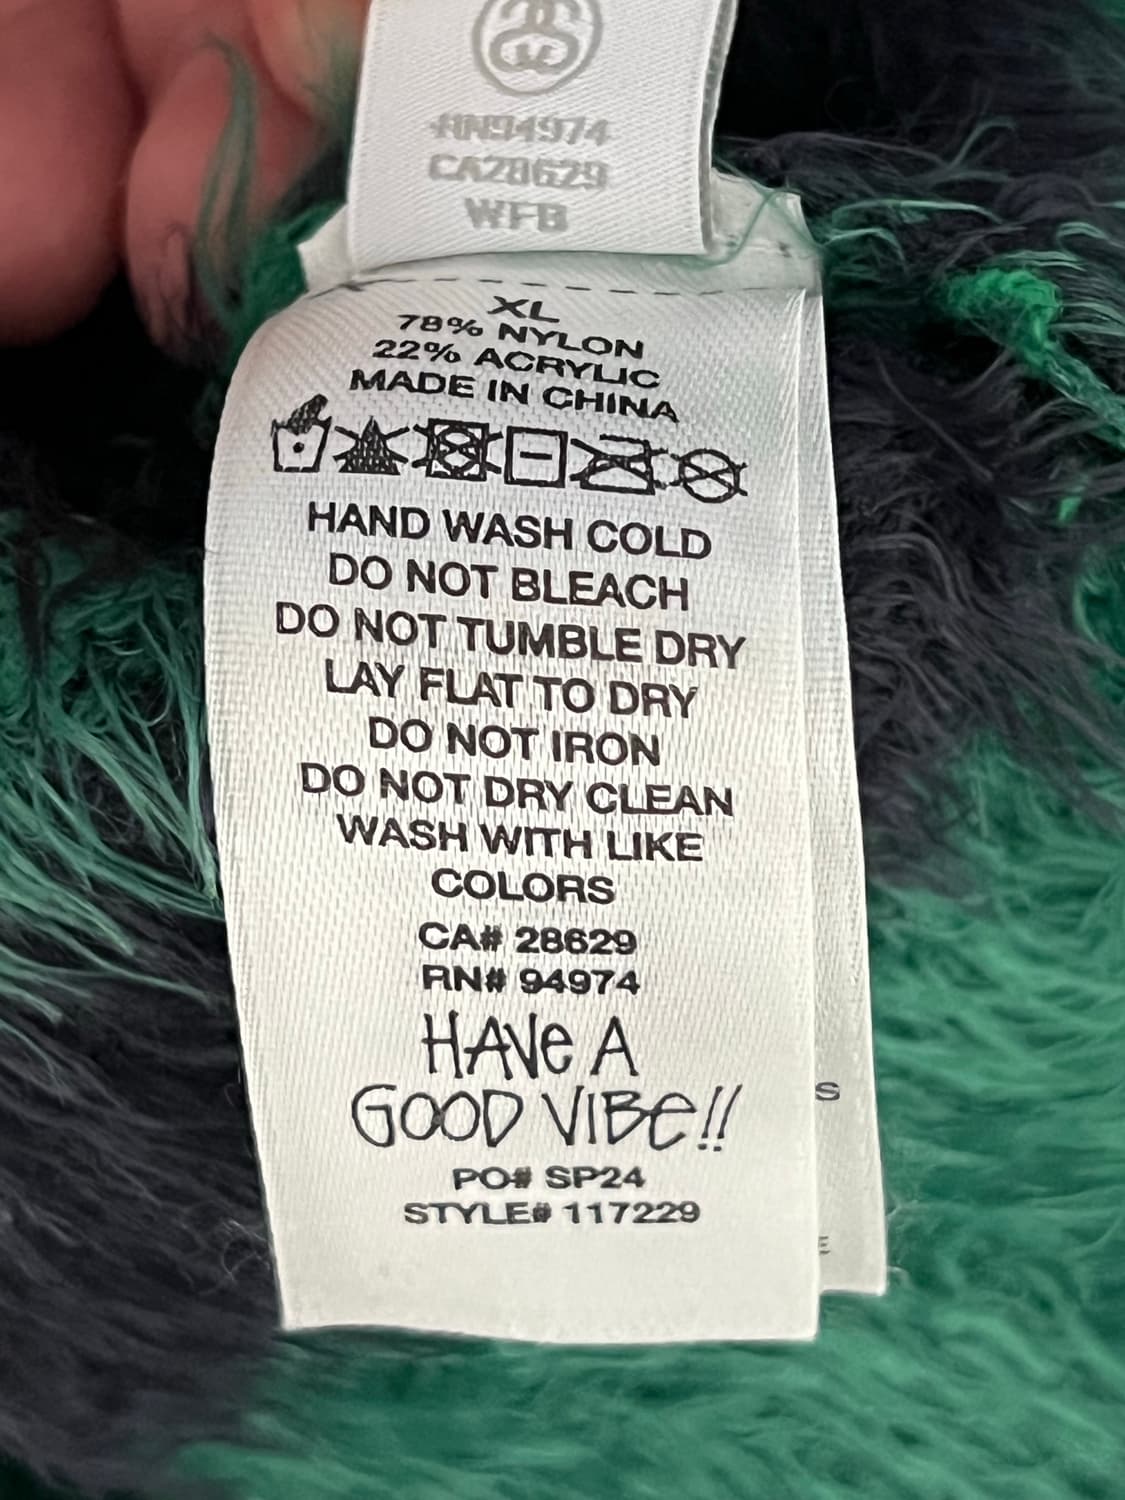 RN94974
CA28629
WFB
XL
78% NYLON
22% ACRYLIC
MADE IN CHINA
HAND WASH COLD
DO NOT BLEACH
DO NOT TUMBLE DRY
LAY FLAT TO DRY
DO NOT IRON
DO NOT DRY CLEAN
WASH WITH LIKE
COLORS
CA# 28629
RN# 94974
HAVe A
GOOD VIBe!!
S
PO# SP24
STYLE# 117229
E